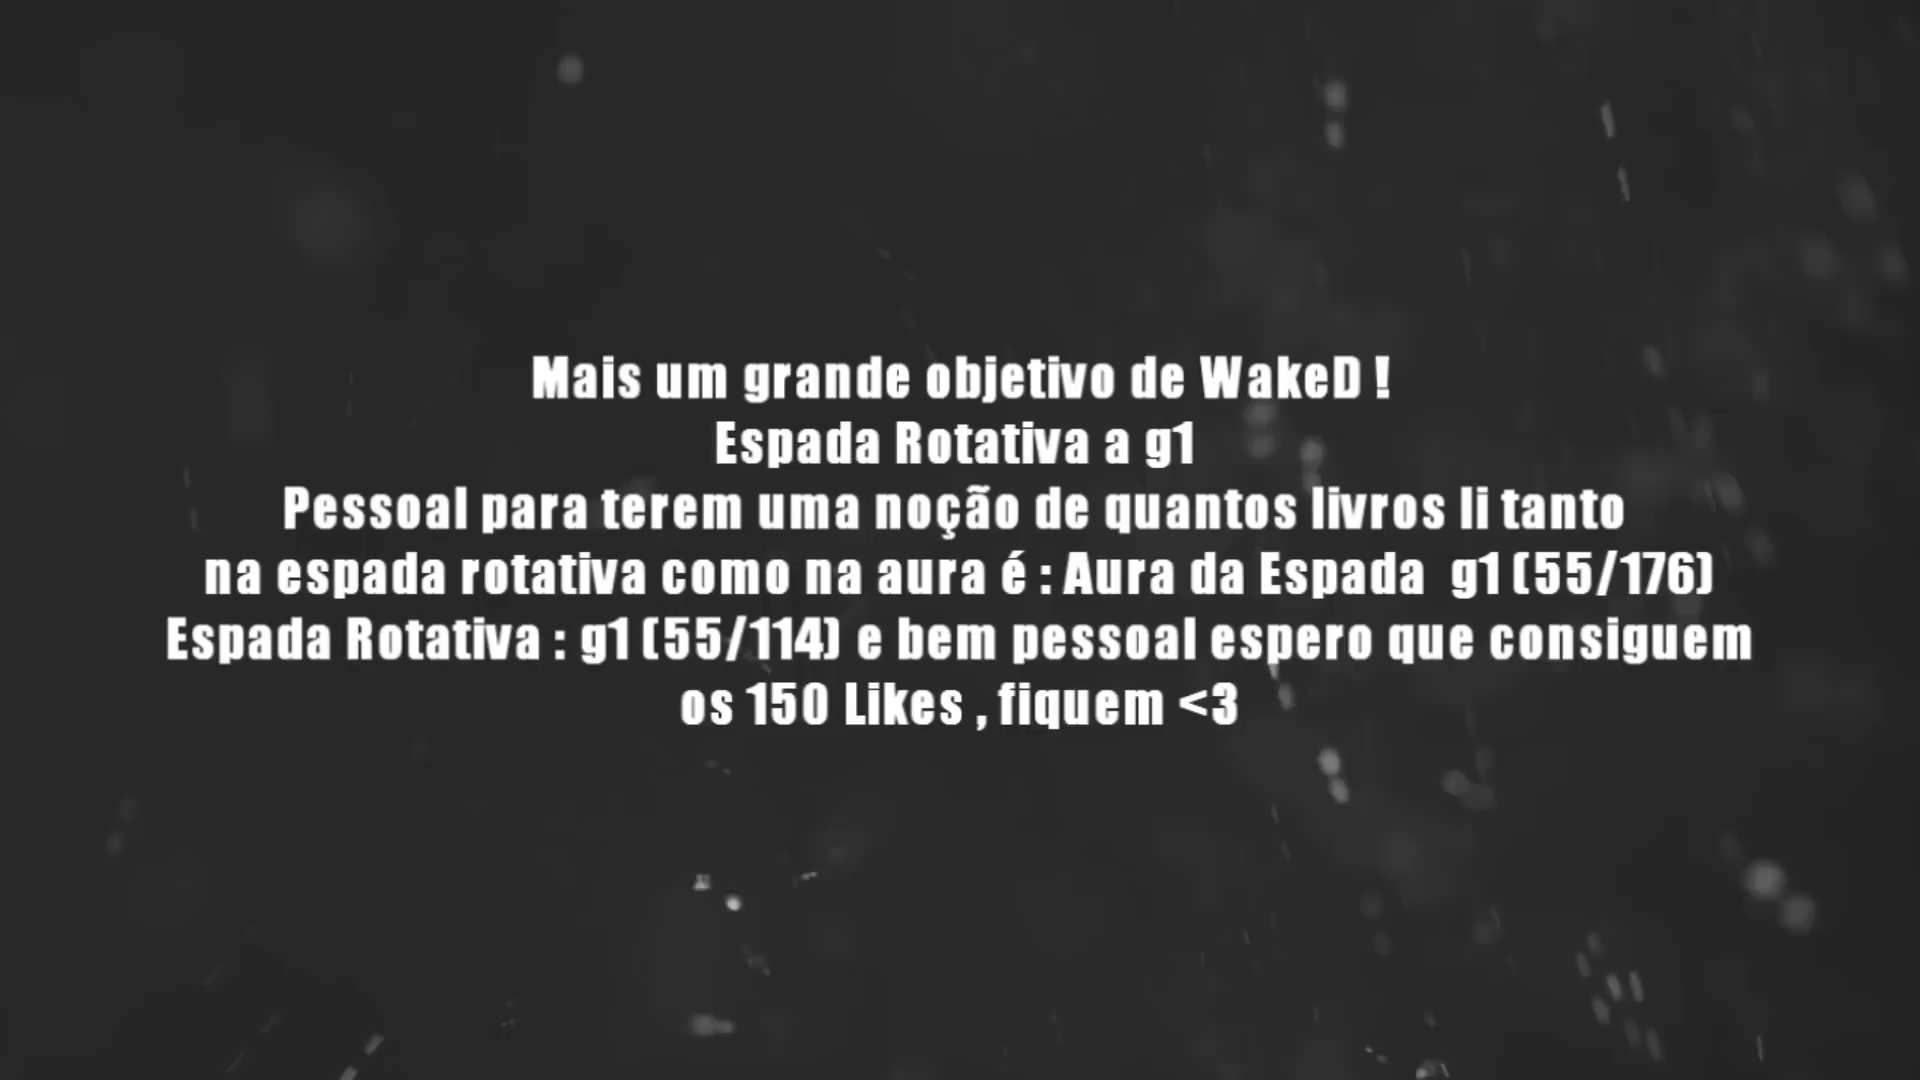 Mais um grande objetivo de WakeD !
Espada Rotativa a g1
Pessoal para terem uma noção de quantos livros li tanto
na espada rotativa como na aura é : Aura da Espada g1 (55/176)
Espada Rotativa : g1 (55/114) e bem pessoal espero que consiguem
os 150 Likes , fiquem <3